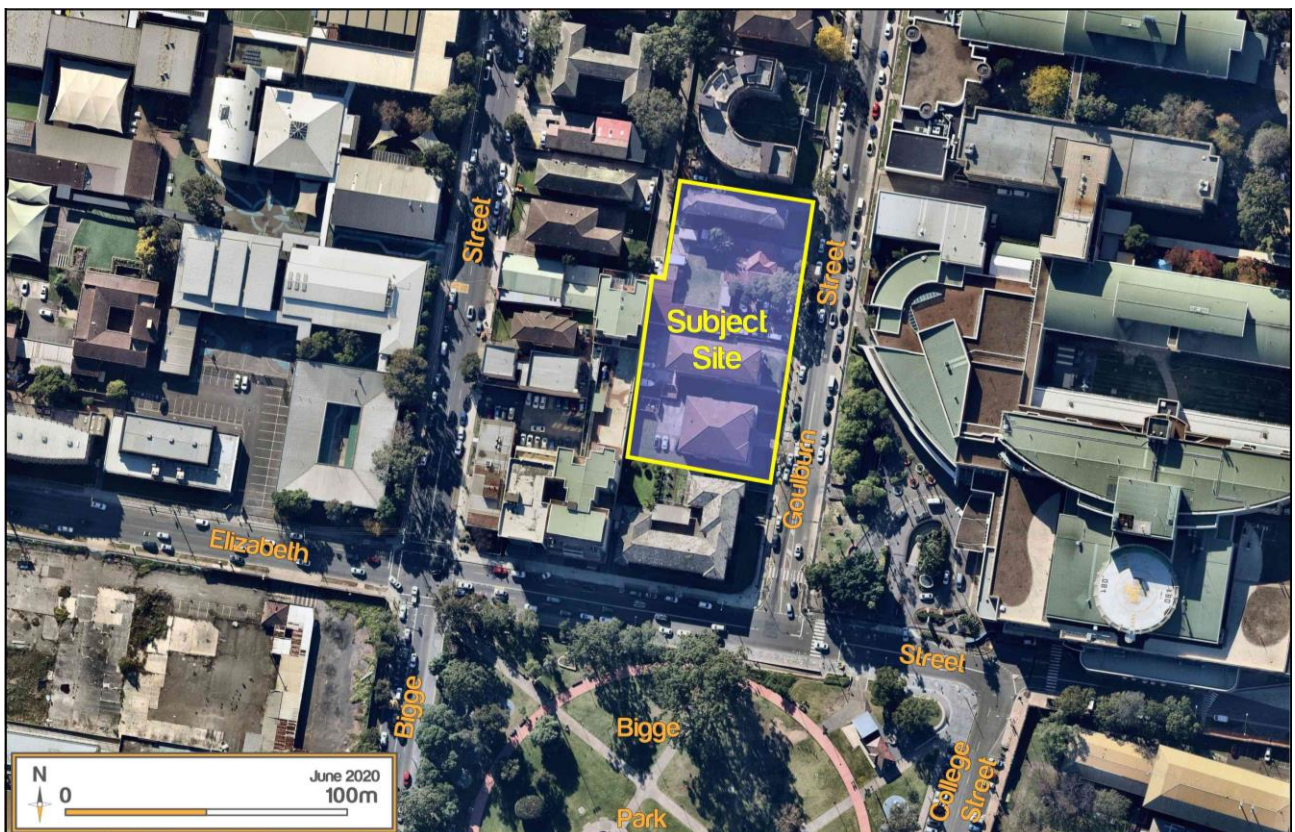 Street
Street
Subject
Site
Goulburn
Elizabeth
Street
Bigge
Bigge
College
Street
Park
N
June 2020
0
100m